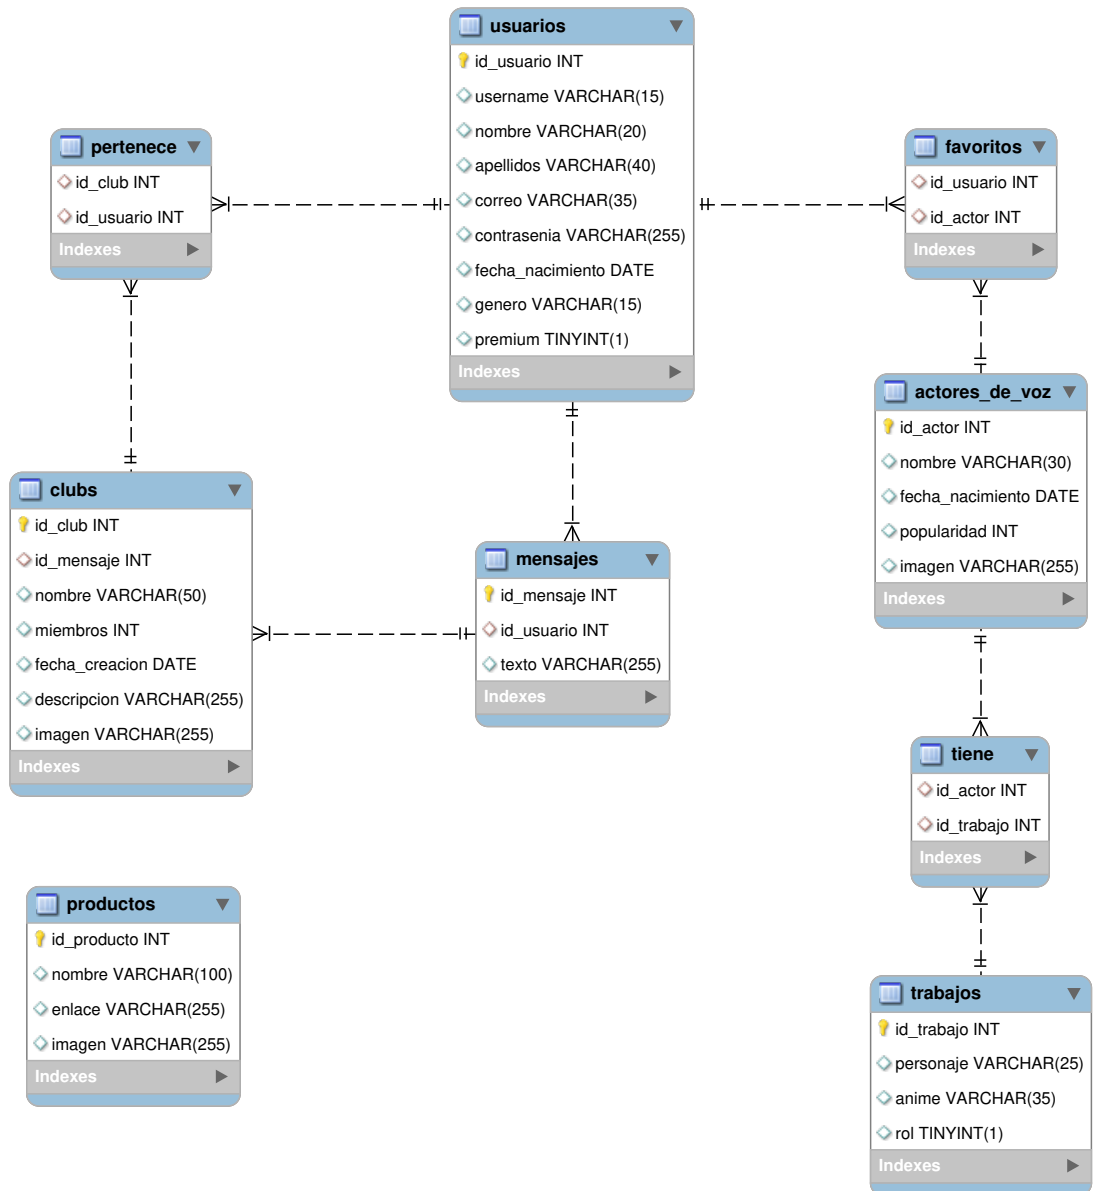 usuarios
id_usuario INT
username VARCHAR(15)
nombre VARCHAR(20)
apellidos VARCHAR(40)
correo VARCHAR(35)
contrasenia VARCHAR(255)
fecha_nacimiento DATE
genero VARCHAR(15)
premium TINYINT(1)
Indexes
pertenece
id_club INT
id_usuario INT
Indexes
favoritos
id_usuario INT
id_actor INT
Indexes
actores_de_voz
id_actor INT
nombre VARCHAR(30)
fecha_nacimiento DATE
popularidad INT
imagen VARCHAR(255)
Indexes
clubs
id_club INT
id_mensaje INT
nombre VARCHAR(50)
miembros INT
fecha_creacion DATE
descripcion VARCHAR(255)
imagen VARCHAR(255)
Indexes
mensajes
id_mensaje INT
id_usuario INT
texto VARCHAR(255)
Indexes
tiene
id_actor INT
id_trabajo INT
Indexes
productos
id_producto INT
nombre VARCHAR(100)
enlace VARCHAR(255)
imagen VARCHAR(255)
Indexes
trabajos
id_trabajo INT
personaje VARCHAR(25)
anime VARCHAR(35)
rol TINYINT(1)
Indexes